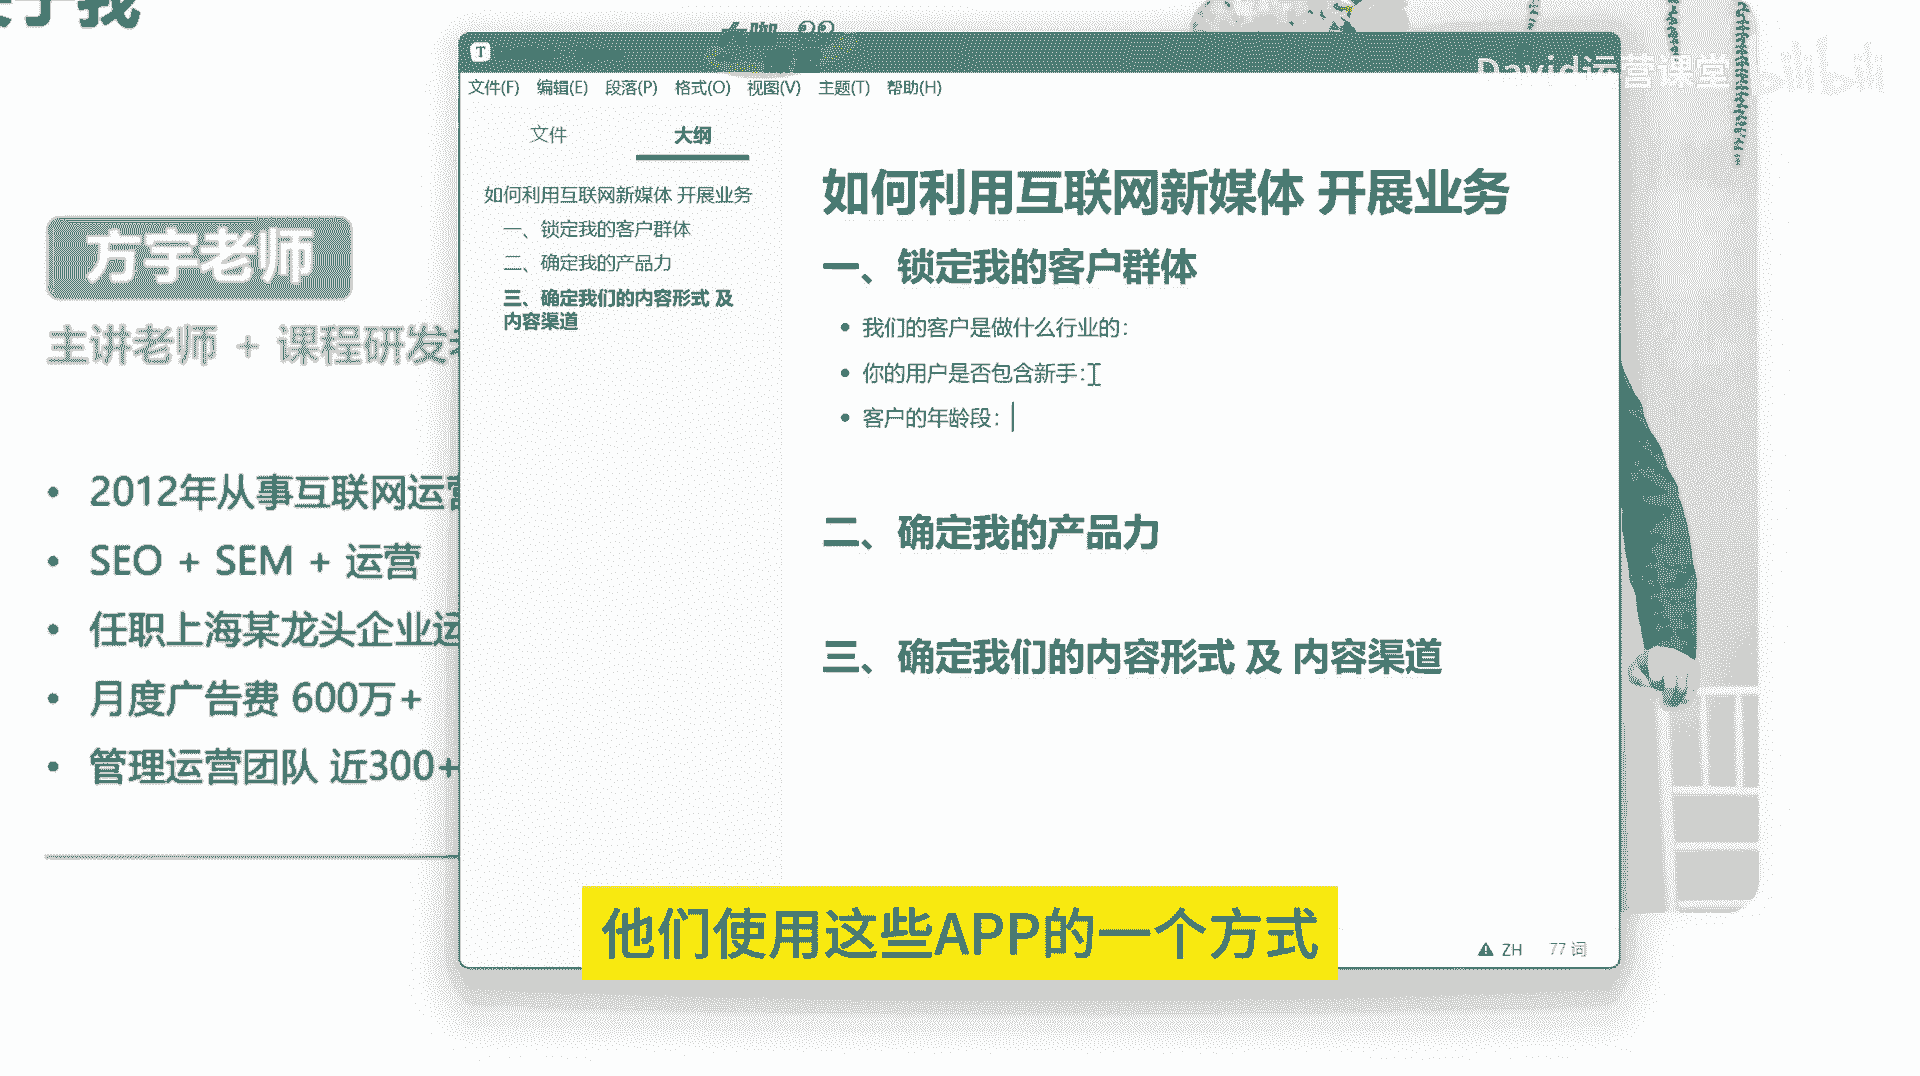 方宇老师
主讲老师 + 课程研发
2012年从事互联网运营
SEO + SEM + 运营
任职上海某龙头企业运
月度广告费 600万+
管理运营团队 近300+
T
文件(F) 编辑(E) 段落(P) 格式(O) 视图(V) 主题(T) 帮助(H)
文件 大纲
如何利用互联网新媒体 开展业务
一、锁定我的客户群体
二、确定我的产品力
三、确定我们的内容形式 及
内容渠道
如何利用互联网新媒体 开展业务
一、锁定我的客户群体
我们的客户是做什么行业的：
你的用户是否包含新手：
客户的年龄段：
二、确定我的产品力
三、确定我们的内容形式 及 内容渠道
ZH 77 词
他们使用这些APP的一个方式
David运营课堂 bilibili